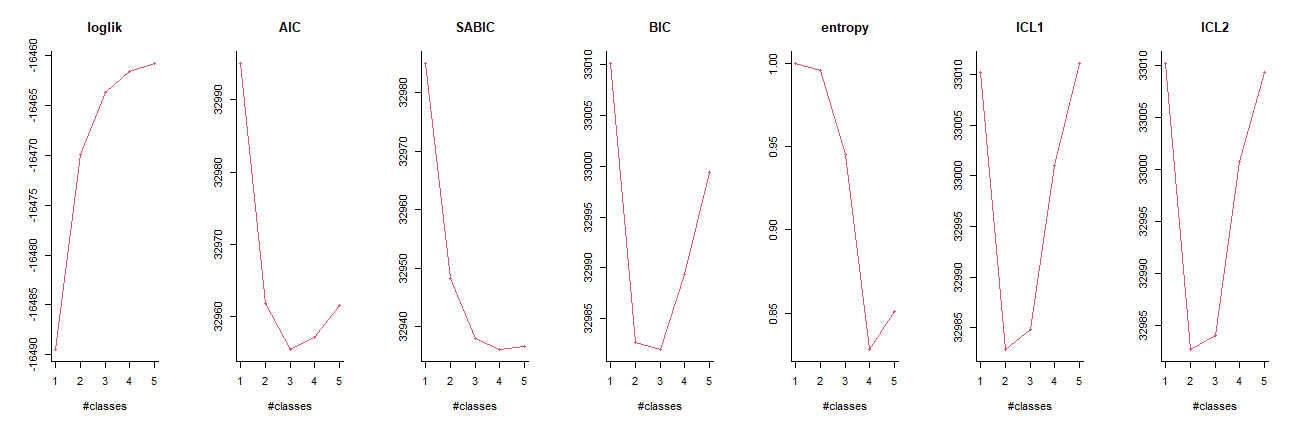 loglik
-16460
-16465
-16470
-16475
-16480
-16485
-16490
1 2 3 4 5
#classes
AIC
32990
32980
32970
32960
1 2 3 4 5
#classes
SABIC
32980
32970
32960
32950
32940
1 2 3 4 5
#classes
BIC
33010
33005
33000
32995
32990
32985
1 2 3 4 5
#classes
entropy
1.00
0.95
0.90
0.85
1 2 3 4 5
#classes
ICL1
33010
33005
33000
32995
32990
32985
1 2 3 4 5
#classes
ICL2
33010
33005
33000
32995
32990
32985
1 2 3 4 5
#classes